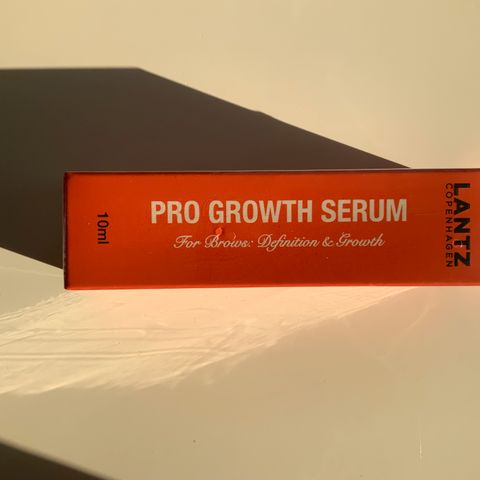 10ml
PRO GROWTH SERUM
For Brows: Definition & Growth
LANTZ
COPENHAGEN